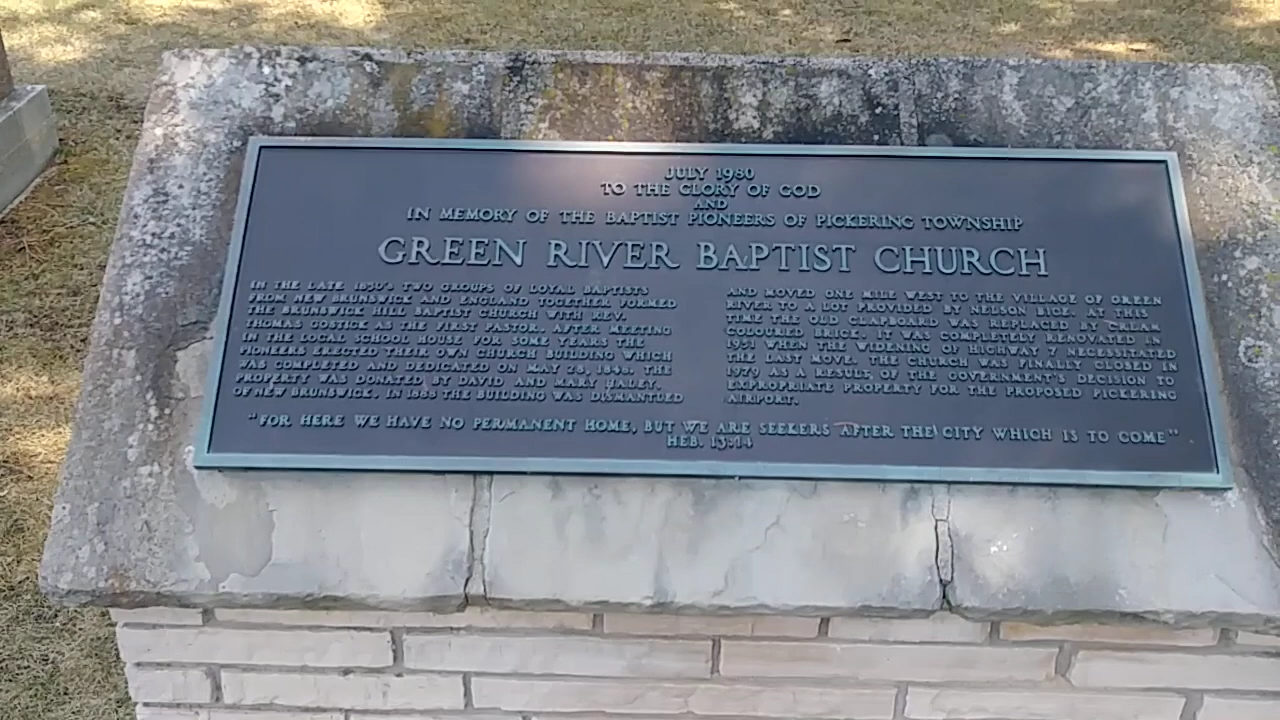 JULY 1980
TO THE GLORY OF GOD
AND
IN MEMORY OF THE BAPTIST PIONEERS OF PICKERING TOWNSHIP
GREEN RIVER BAPTIST CHURCH
IN THE LATE 1830'S TWO GROUPS OF LOYAL BAPTISTS
FROM NEW BRUNSWICK AND ENGLAND TOGETHER FORMED
THE BRUNSWICK HILL BAPTIST CHURCH WITH REV.
THOMAS GOSTICK AS THE FIRST PASTOR. AFTER MEETING
IN THE LOCAL SCHOOL HOUSE FOR SOME YEARS THE
PIONEERS ERECTED THEIR OWN CHURCH BUILDING WHICH
WAS COMPLETED AND DEDICATED ON MAY 28, 1848. THE
PROPERTY WAS DONATED BY DAVID AND MARY HALEY,
OF NEW BRUNSWICK. IN 1888 THE BUILDING WAS DISMANTLED
AND MOVED ONE MILE WEST TO THE VILLAGE OF GREEN
RIVER TO A LOT PROVIDED BY NELSON BICE. AT THIS
TIME THE OLD CLAPBOARD WAS REPLACED BY CREAM
COLOURED BRICK. IT WAS COMPLETELY RENOVATED IN
1951 WHEN THE WIDENING OF HIGHWAY 7 NECESSITATED
THE LAST MOVE. THE CHURCH WAS FINALLY CLOSED IN
1979 AS A RESULT OF THE GOVERNMENT'S DECISION TO
EXPROPRIATE PROPERTY FOR THE PROPOSED PICKERING
AIRPORT.
"FOR HERE WE HAVE NO PERMANENT HOME, BUT WE ARE SEEKERS AFTER THE CITY WHICH IS TO COME"
HEB. 13:14